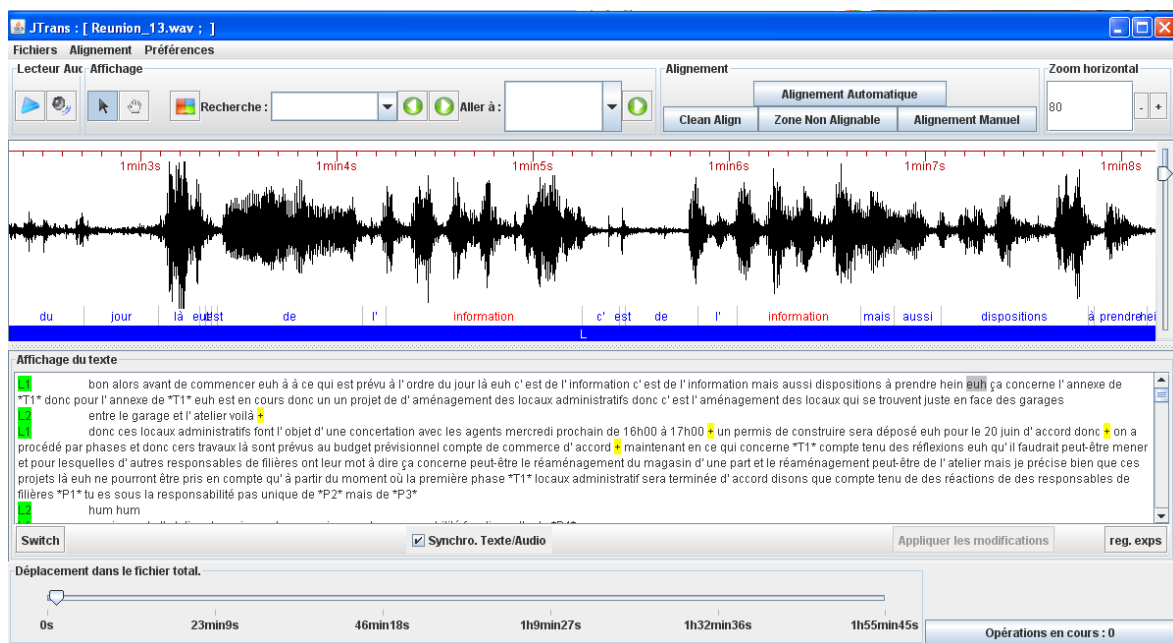 JTrans : [ Reunion_13.wav ; ]
Fichiers Alignement Préférences
Lecteur Auc Affichage Alignement Zoom horizontal
Recherche : Aller à : Alignement Automatique 80 - +
Clean Align Zone Non Alignable Alignement Manuel
1min3s 1min4s 1min5s 1min6s 1min7s 1min8s
du jour là de l' information c' est de l' information mais aussi dispositions à prendre hei
L
Affichage du texte
L1 bon alors avant de commencer euh à à ce qui est prévu à l' ordre du jour là euh c' est de l' information c' est de l' information mais aussi dispositions à prendre hein euh ça concerne l' annexe de
*T1* donc pour l' annexe de *T1* euh est en cours donc un un projet de d' aménagement des locaux administratifs donc c'est l' aménagement des locaux qui se trouvent juste en face des garages
L2 entre le garage et l' atelier voilà +
L1 donc ces locaux administratifs font l' objet d' une concertation avec les agents mercredi prochain de 16h00 à 17h00 + un permis de construire sera déposé euh pour le 20 juin d' accord donc + on a
procédé par phases et donc cers travaux là sont prévus au budget prévisionnel compte de commerce d' accord + maintenant en ce qui concerne *T1* compte tenu des réflexions euh qu' il faudrait peut-être mener
et pour lesquelles d' autres responsables de filières ont leur mot à dire ça concerne peut-être le réaménagement du magasin d' une part et le réaménagement peut-être de l' atelier mais je précise bien que ces
projets là euh ne pourront être pris en compte qu' à partir du moment où la première phase *T1* locaux administratif sera terminée d' accord disons que compte tenu de des réactions de des responsables de
filières *P1* tu es sous la responsabilité pas unique de *P2* mais de *P3*
L2 hum hum
Switch Synchro. Texte/Audio Appliquer les modifications reg. exps
Déplacement dans le fichier total.
0s 23min9s 46min18s 1h9min27s 1h32min36s 1h55min45s
Opérations en cours : 0